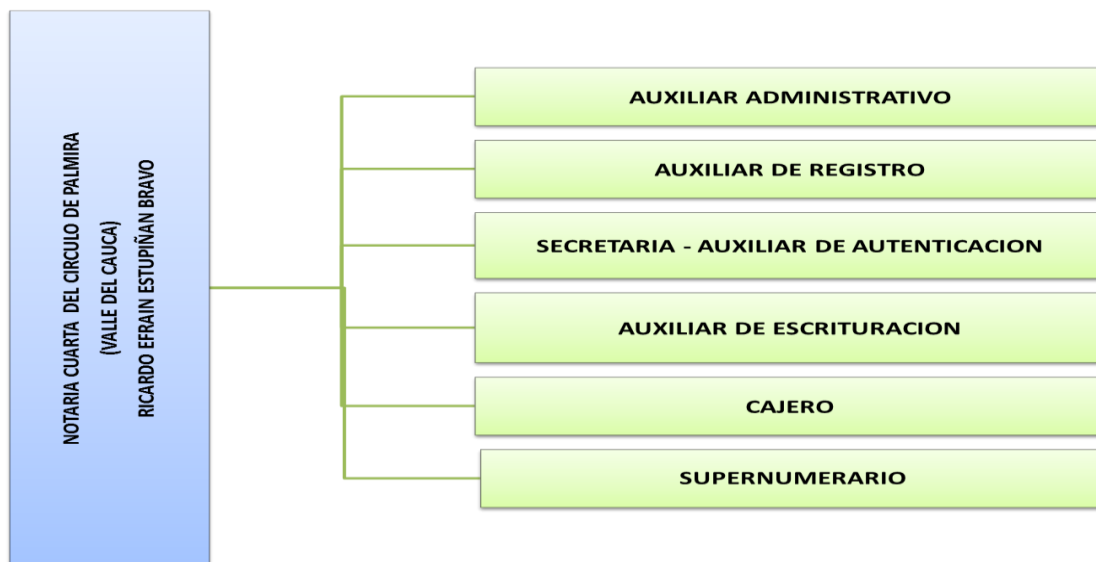 NOTARIA CUARTA DEL CIRCULO DE PALMIRA
(VALLE DEL CAUCA)
RICARDO EFRAIN ESTUPIÑAN BRAVO
AUXILIAR ADMINISTRATIVO
AUXILIAR DE REGISTRO
SECRETARIA - AUXILIAR DE AUTENTICACION
AUXILIAR DE ESCRITURACION
CAJERO
SUPERNUMERARIO